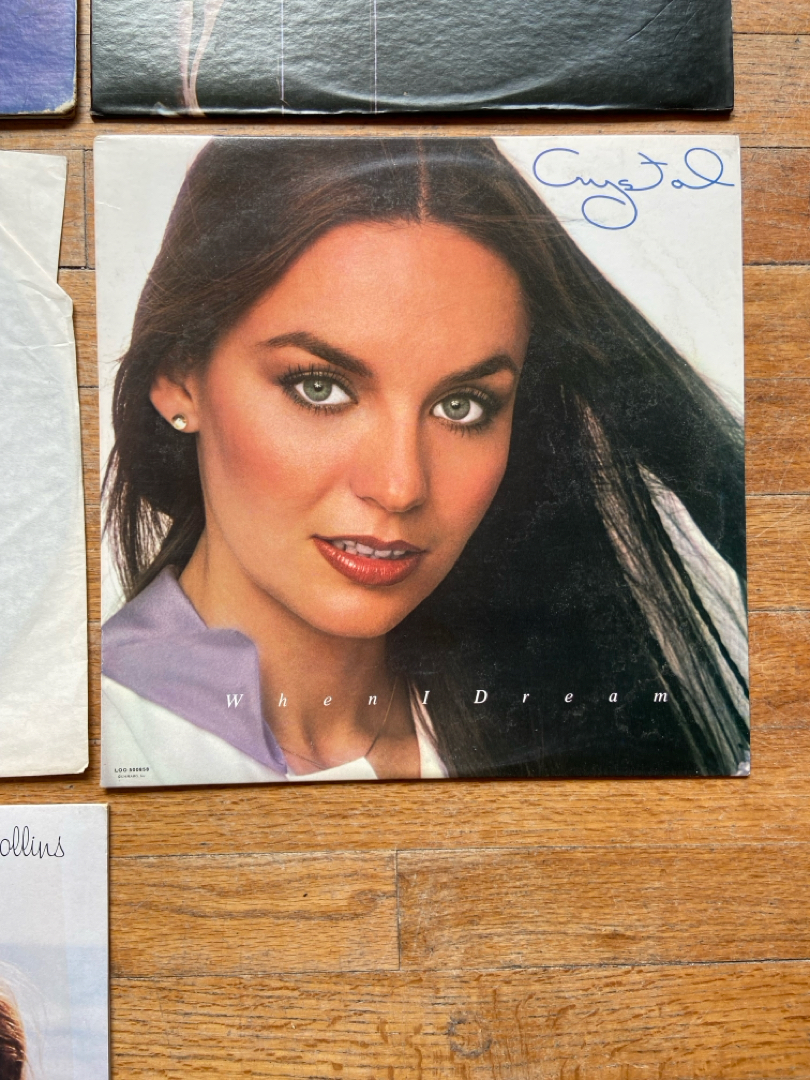 Crystal
When I Dream
ollins